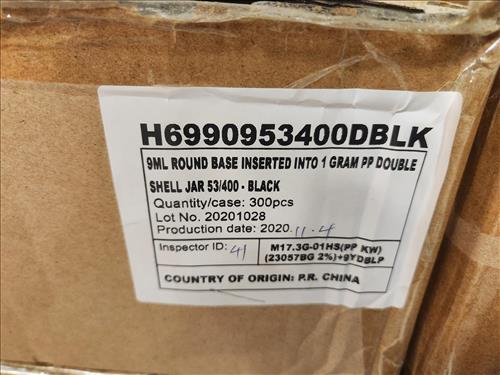 H6990953400DBLK
9ML ROUND BASE INSERTED INTO 1 GRAM PP DOUBLE
SHELL JAR 53/400 - BLACK
Quantity/case: 300pcs
Lot No. 20201028
Production date: 2020.11.4
Inspector ID: 41
M17.3G-01HS(PP KW)
(23057BG 2%)+9YDBLP
COUNTRY OF ORIGIN: P.R. CHINA